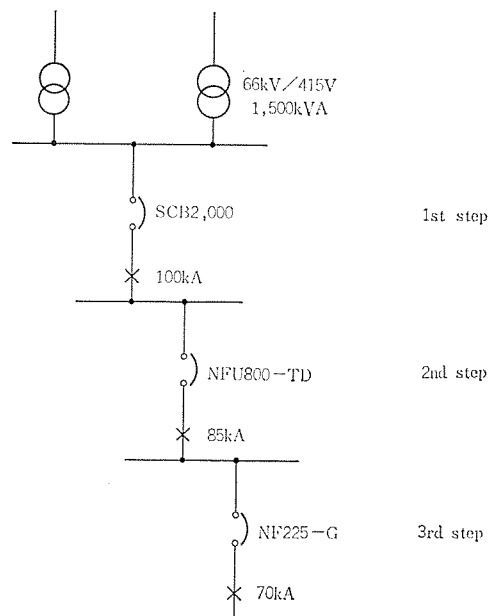 66kV/415V
1,500kVA
SCB2,000
1st step
100kA
NFU800-TD
2nd step
85kA
NF225-G
3rd step
70kA